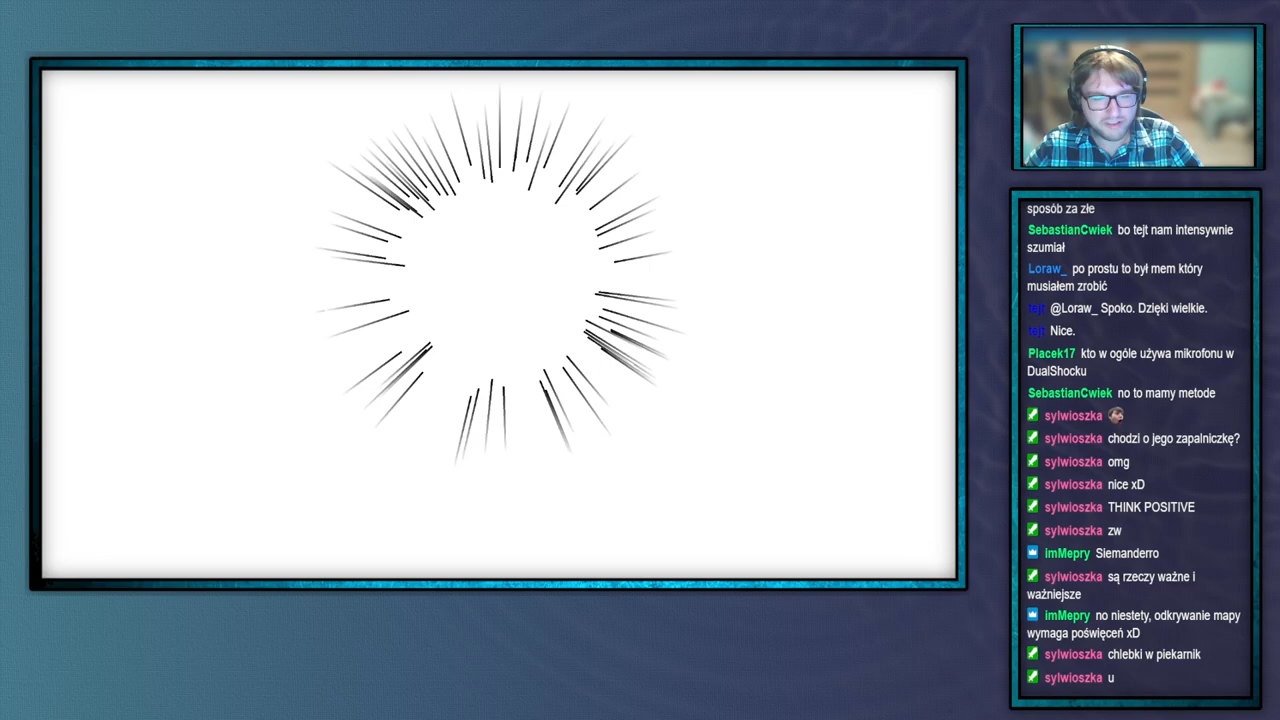 sposób za złe
SebastianCwiek bo tejt nam intensywnie
szumiał
Loraw_ po prostu to był mem który
musiałem zrobić
tejt @Loraw_ Spoko. Dzięki wielkie.
tejt Nice.
Placek17 kto w ogóle używa mikrofonu w
DualShocku
SebastianCwiek no to mamy metode
sylwioszka
sylwioszka chodzi o jego zapalniczkę?
sylwioszka omg
sylwioszka nice xD
sylwioszka THINK POSITIVE
sylwioszka zw
imMepry Siemanderro
sylwioszka są rzeczy ważne i
ważniejsze
imMepry no niestety, odkrywanie mapy
wymaga poświęceń xD
sylwioszka chlebki w piekarnik
sylwioszka u